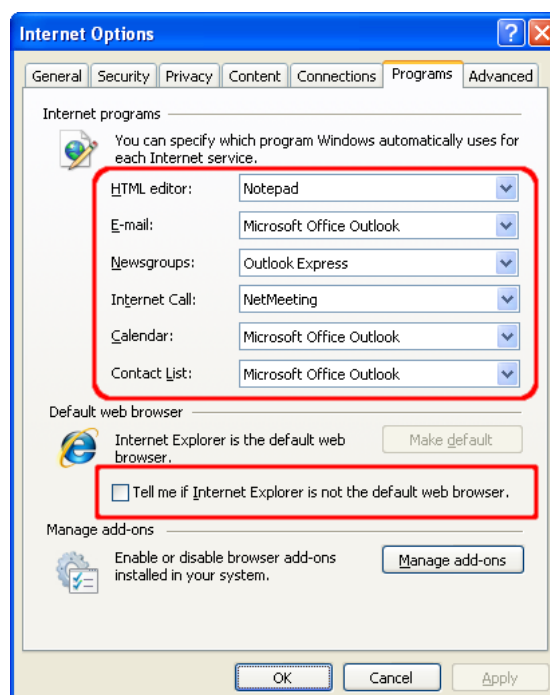 Internet Options
General Security Privacy Content Connections Programs Advanced
Internet programs
You can specify which program Windows automatically uses for
each Internet service.
HTML editor: Notepad
E-mail: Microsoft Office Outlook
Newsgroups: Outlook Express
Internet Call: NetMeeting
Calendar: Microsoft Office Outlook
Contact List: Microsoft Office Outlook
Default web browser
Internet Explorer is the default web
browser.
Make default
Tell me if Internet Explorer is not the default web browser.
Manage add-ons
Enable or disable browser add-ons
installed in your system.
Manage add-ons
OK Cancel Apply